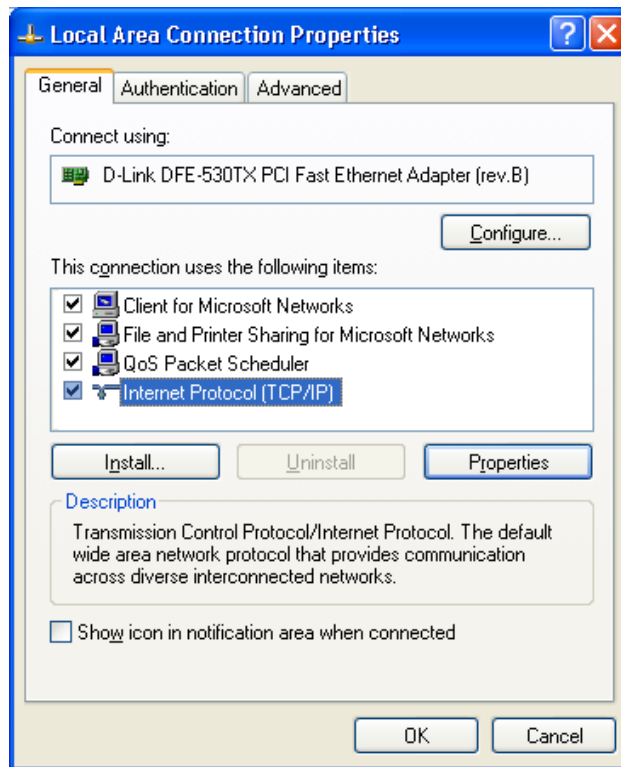 Local Area Connection Properties
General Authentication Advanced
Connect using:
D-Link DFE-530TX PCI Fast Ethernet Adapter (rev.B)
Configure...
This connection uses the following items:
Client for Microsoft Networks
File and Printer Sharing for Microsoft Networks
QoS Packet Scheduler
Internet Protocol (TCP/IP)
Install... Uninstall Properties
Description
Transmission Control Protocol/Internet Protocol. The default
wide area network protocol that provides communication
across diverse interconnected networks.
Show icon in notification area when connected
OK Cancel